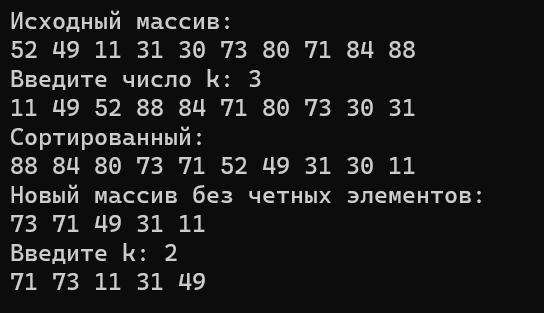 Исходный массив:
52 49 11 31 30 73 80 71 84 88
Введите число k: 3
11 49 52 88 84 71 80 73 30 31
Сортированный:
88 84 80 73 71 52 49 31 30 11
Новый массив без четных элементов:
73 71 49 31 11
Введите k: 2
71 73 11 31 49